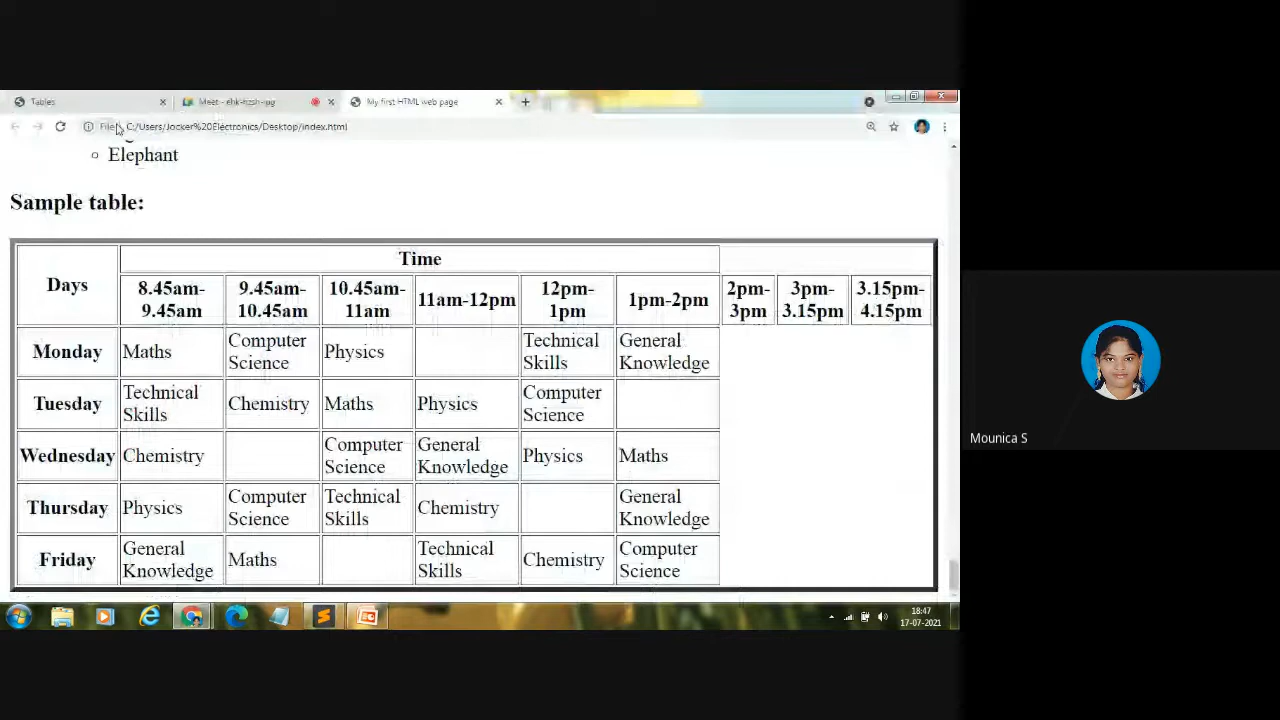 Tables
Meet - ehk-hzsh-
My first HTML web page
File C:/Users/Jocker%20Electronics/Desktop/index.html
Elephant
Sample table:
Days Time
8.45am-9.45am 9.45am-10.45am 10.45am-11am 11am-12pm 12pm-1pm 1pm-2pm 2pm-3pm 3pm-3.15pm 3.15pm-4.15pm
Monday Maths Computer Science Physics Technical Skills General Knowledge
Tuesday Technical Skills Chemistry Maths Physics Computer Science
Wednesday Chemistry Computer Science General Knowledge Physics Maths
Thursday Physics Computer Science Technical Skills Chemistry General Knowledge
Friday General Knowledge Maths Technical Skills Chemistry Computer Science
18:47
17-07-2021
Mounica S